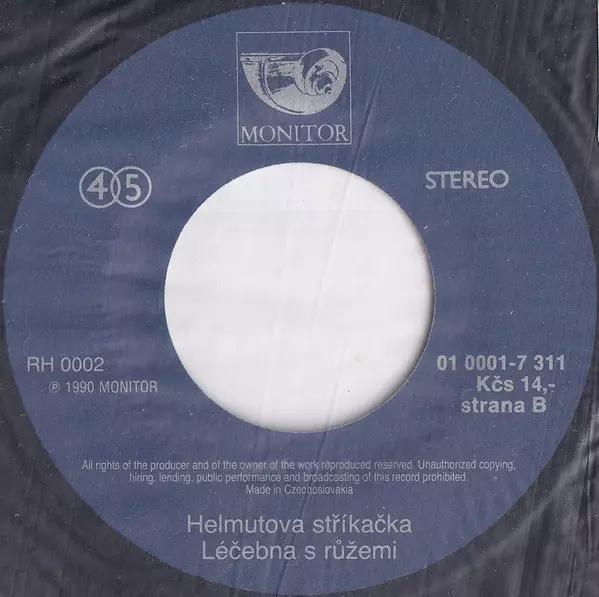 MONITOR
45
STEREO
RH 0002
℗ 1990 MONITOR
01 0001-7 311
Kčs 14,-
strana B
All rights of the producer and of the owner of the work reproduced reserved. Unauthorized copying,
hiring, lending, public performance and broadcasting of this record prohibited.
Made in Czechoslovakia
Helmutova stříkačka
Léčebna s růžemi